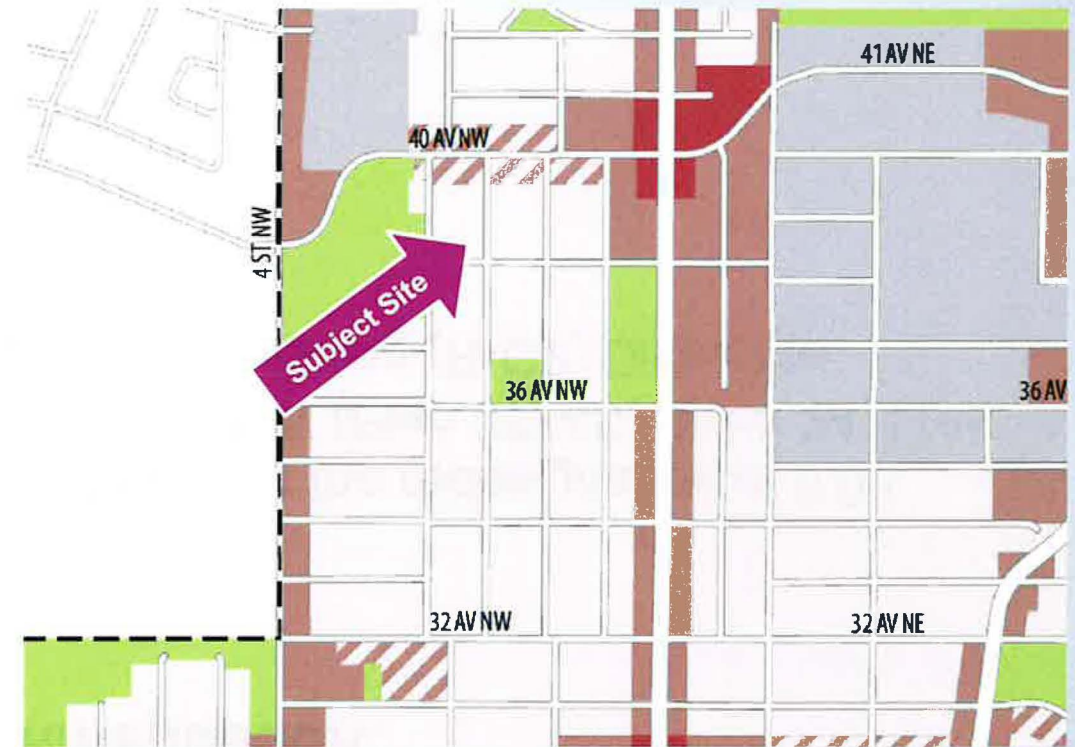 41 AV NE
40 AV NW
4 ST NW
Subject Site
36 AV NW
36 AV
32 AV NW
32 AV NE